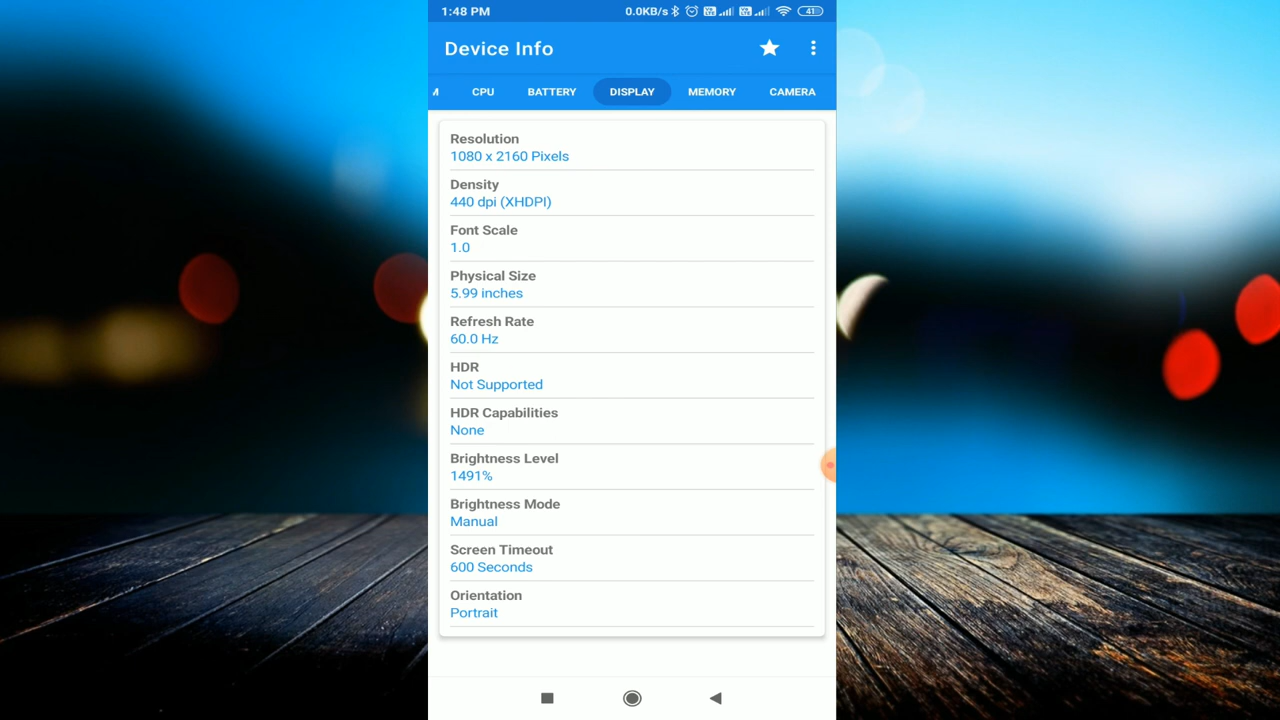 1:48 PM 0.0KB/s 41
Device Info
M CPU BATTERY DISPLAY MEMORY CAMERA
Resolution
1080 x 2160 Pixels
Density
440 dpi (XHDPI)
Font Scale
1.0
Physical Size
5.99 inches
Refresh Rate
60.0 Hz
HDR
Not Supported
HDR Capabilities
None
Brightness Level
1491%
Brightness Mode
Manual
Screen Timeout
600 Seconds
Orientation
Portrait